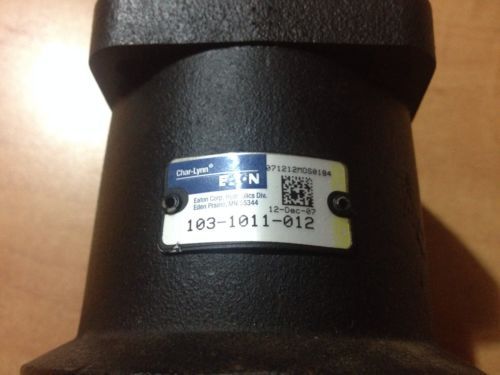 Char-Lynn®
EATON
Eaton Corp. Hydraulics Div.
Eden Prairie, MN 55344
071212MDS0184
12-Dec-07
103-1011-012